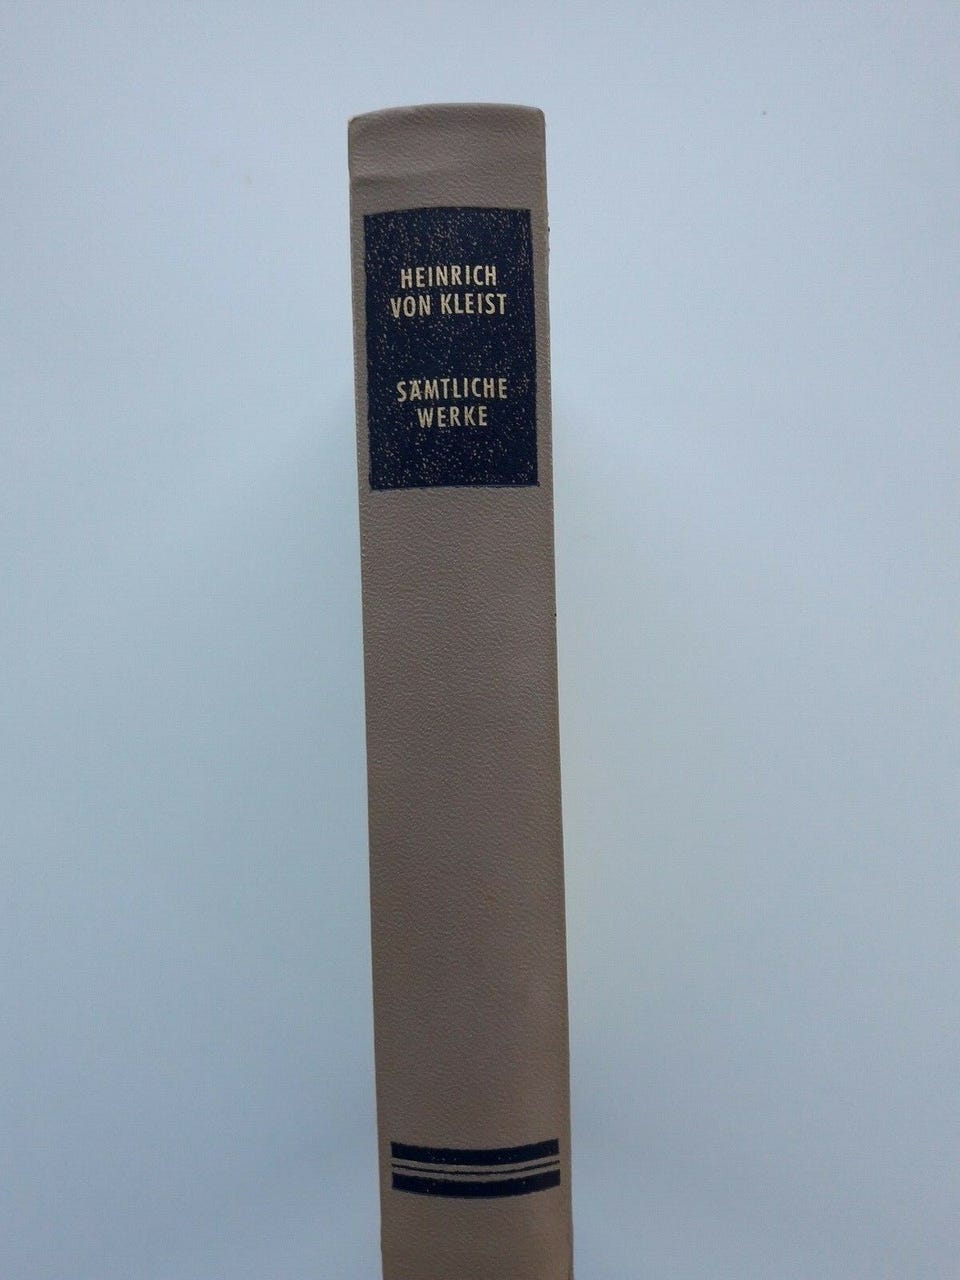 HEINRICH
VON KLEIST
SÄMTLICHE
WERKE